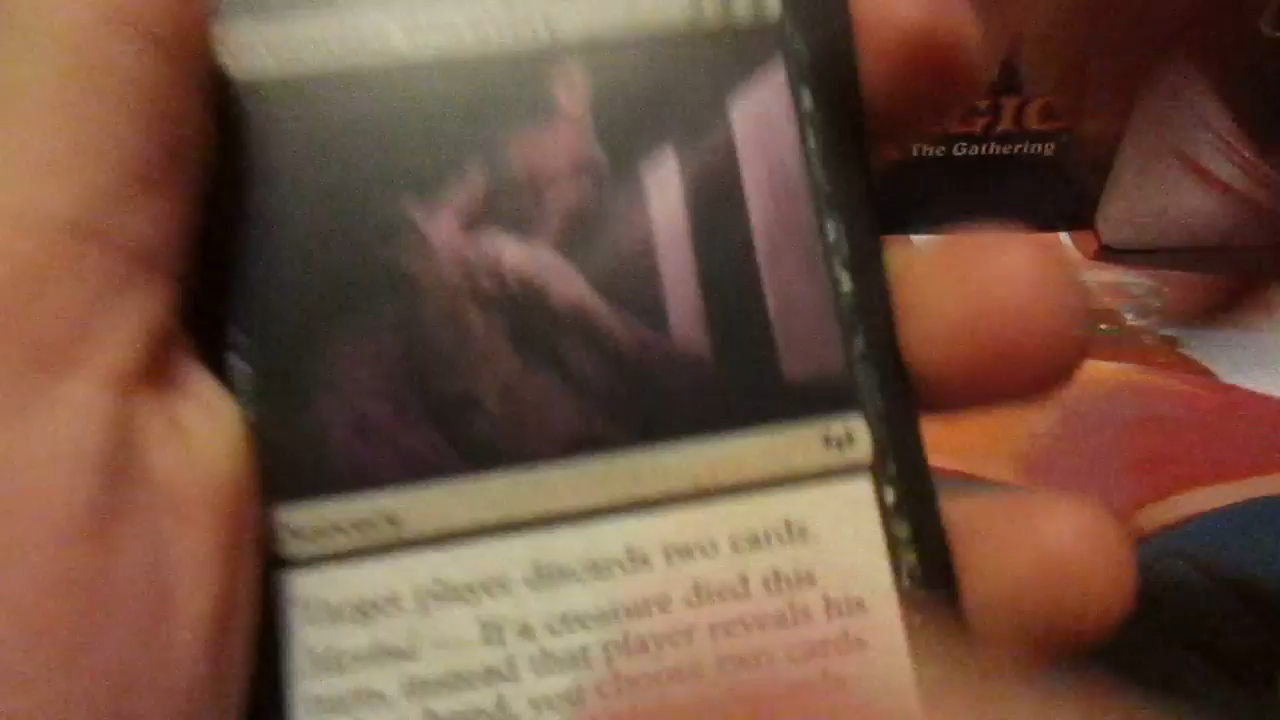 GIC
The Gathering
Sorcery
Target player discards two cards.
Morbid — If a creature died this
turn, instead that player reveals his
hand, you choose two cards